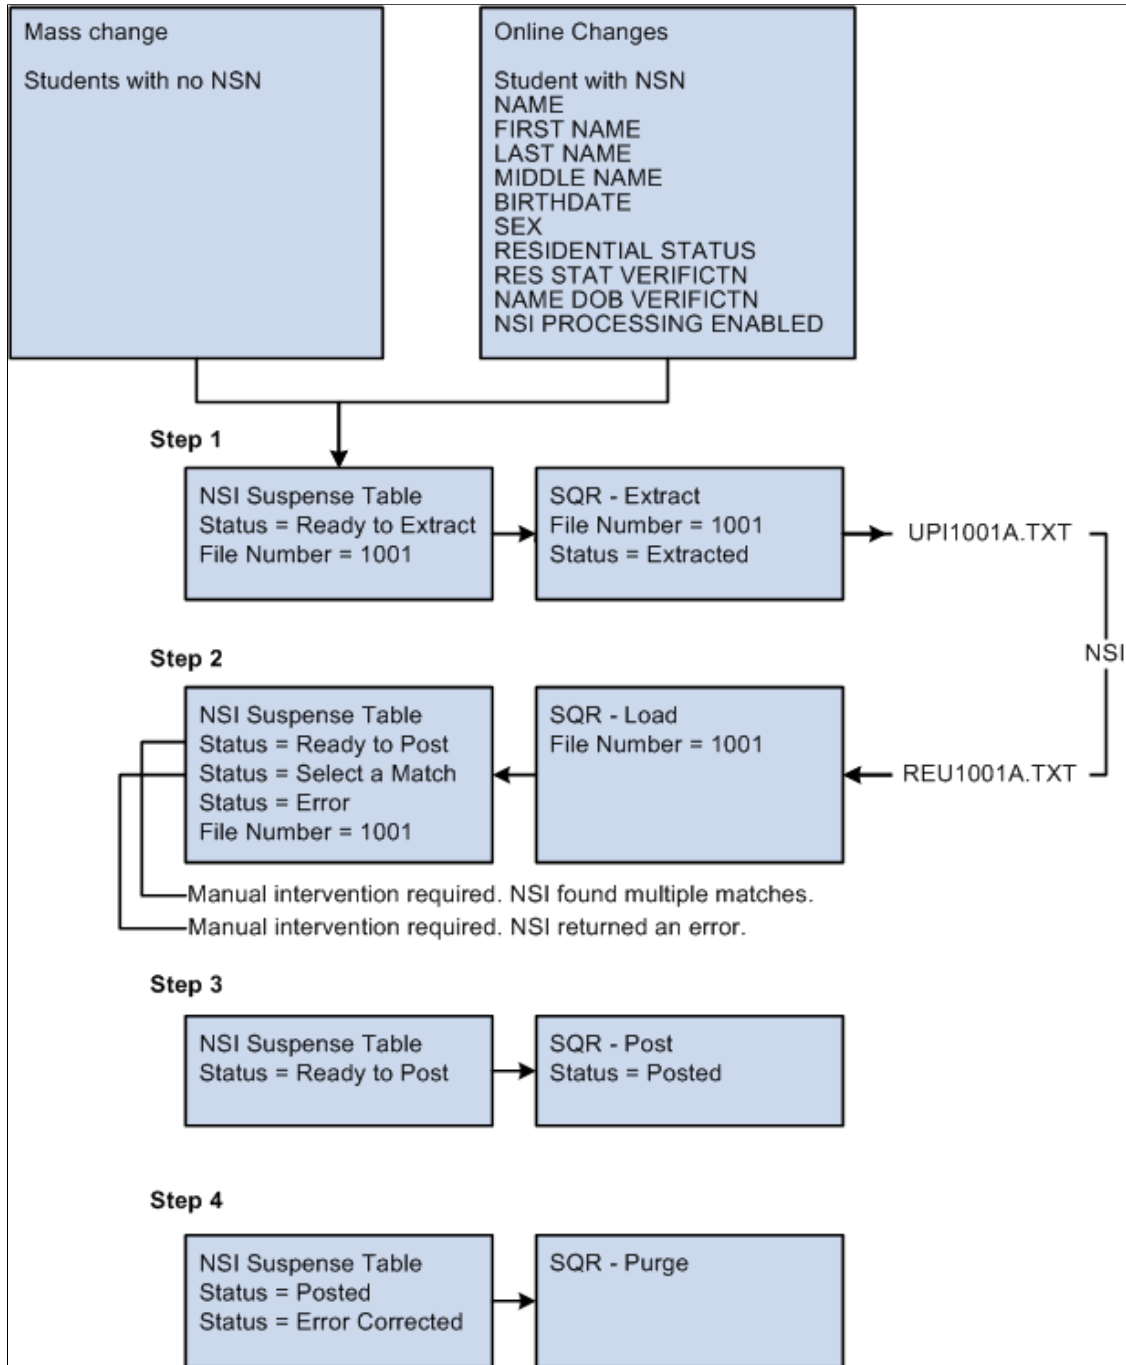 Mass change
Students with no NSN
Online Changes
Student with NSN
NAME
FIRST NAME
LAST NAME
MIDDLE NAME
BIRTHDATE
SEX
RESIDENTIAL STATUS
RES STAT VERIFICTN
NAME DOB VERIFICTN
NSI PROCESSING ENABLED
Step 1
NSI Suspense Table
Status = Ready to Extract
File Number = 1001
SQR - Extract
File Number = 1001
Status = Extracted
UPI1001A.TXT
NSI
Step 2
NSI Suspense Table
Status = Ready to Post
Status = Select a Match
Status = Error
File Number = 1001
SQR - Load
File Number = 1001
REU1001A.TXT
Manual intervention required. NSI found multiple matches.
Manual intervention required. NSI returned an error.
Step 3
NSI Suspense Table
Status = Ready to Post
SQR - Post
Status = Posted
Step 4
NSI Suspense Table
Status = Posted
Status = Error Corrected
SQR - Purge